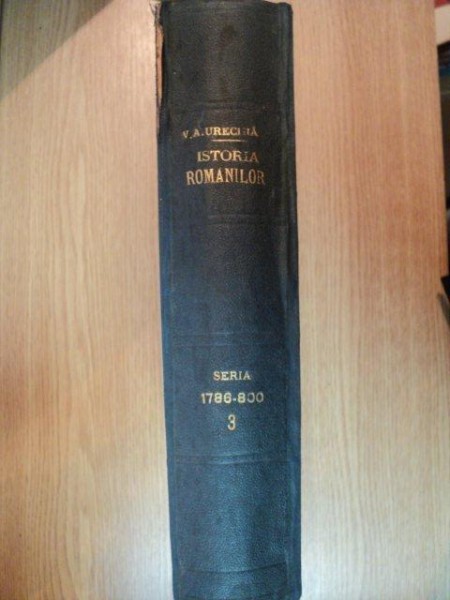 V.A.URECHIĂ
ISTORIA
ROMANILOR
SERIA
1786-800
3